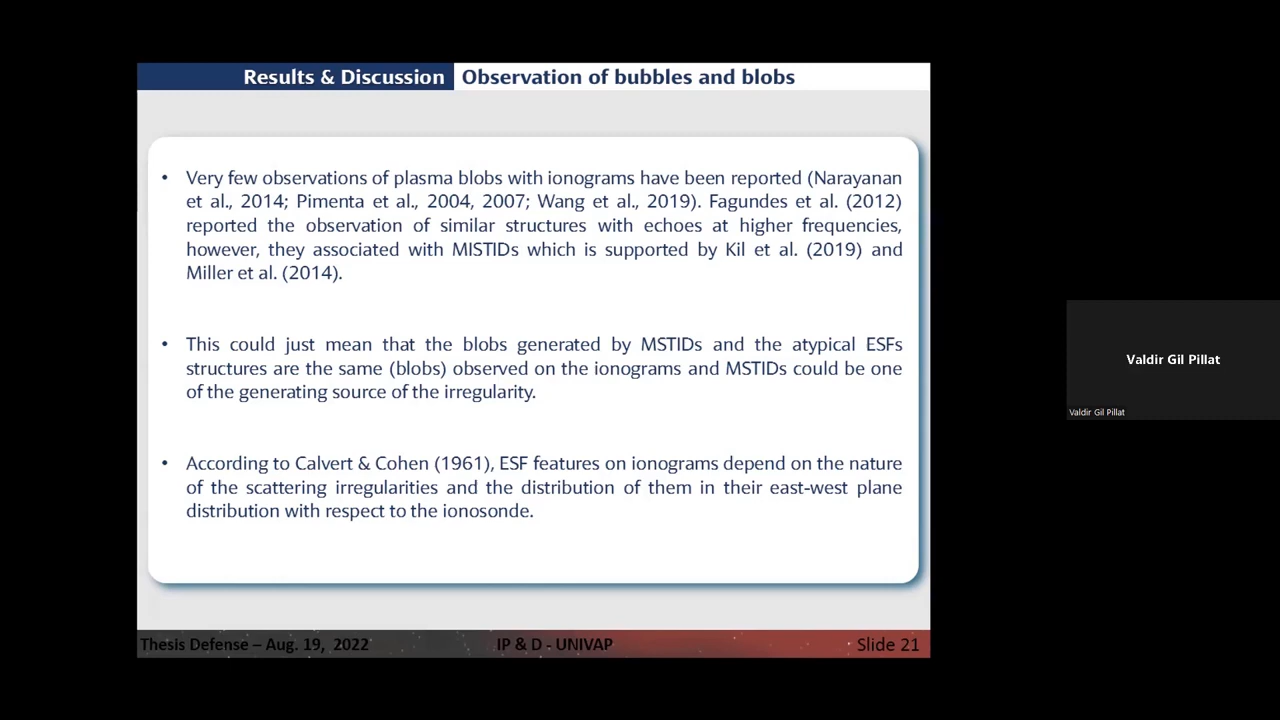 Results & Discussion Observation of bubbles and blobs
• Very few observations of plasma blobs with ionograms have been reported (Narayanan
et al., 2014; Pimenta et al., 2004, 2007; Wang et al., 2019). Fagundes et al. (2012)
reported the observation of similar structures with echoes at higher frequencies,
however, they associated with MISTIDs which is supported by Kil et al. (2019) and
Miller et al. (2014).
• This could just mean that the blobs generated by MSTIDs and the atypical ESFs
structures are the same (blobs) observed on the ionograms and MSTIDs could be one
of the generating source of the irregularity.
• According to Calvert & Cohen (1961), ESF features on ionograms depend on the nature
of the scattering irregularities and the distribution of them in their east-west plane
distribution with respect to the ionosonde.
Thesis Defense – Aug. 19, 2022 IP & D - UNIVAP Slide 21
Valdir Gil Pillat
Valdir Gil Pillat